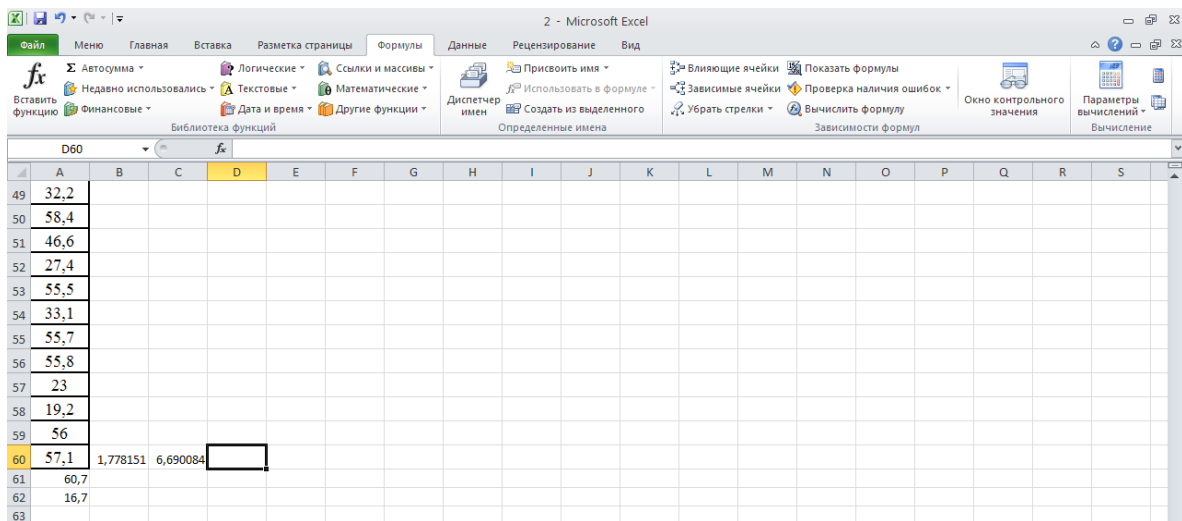 2 - Microsoft Excel
Файл Меню Главная Вставка Разметка страницы Формулы Данные Рецензирование Вид
fx Вставить функцию
Σ Автосумма
Недавно использовались
Финансовые
Логические
Текстовые
Дата и время
Ссылки и массивы
Математические
Другие функции
Библиотека функций
Диспетчер имен
Присвоить имя
Использовать в формуле
Создать из выделенного
Определенные имена
Влияющие ячейки
Зависимые ячейки
Убрать стрелки
Показать формулы
Проверка наличия ошибок
Вычислить формулу
Зависимости формул
Окно контрольного значения
Параметры вычислений
Вычисление
D60 fx
A B C D E F G H I J K L M N O P Q R S
49 32,2
50 58,4
51 46,6
52 27,4
53 55,5
54 33,1
55 55,7
56 55,8
57 23
58 19,2
59 56
60 57,1 1,778151 6,690084
61 60,7
62 16,7
63